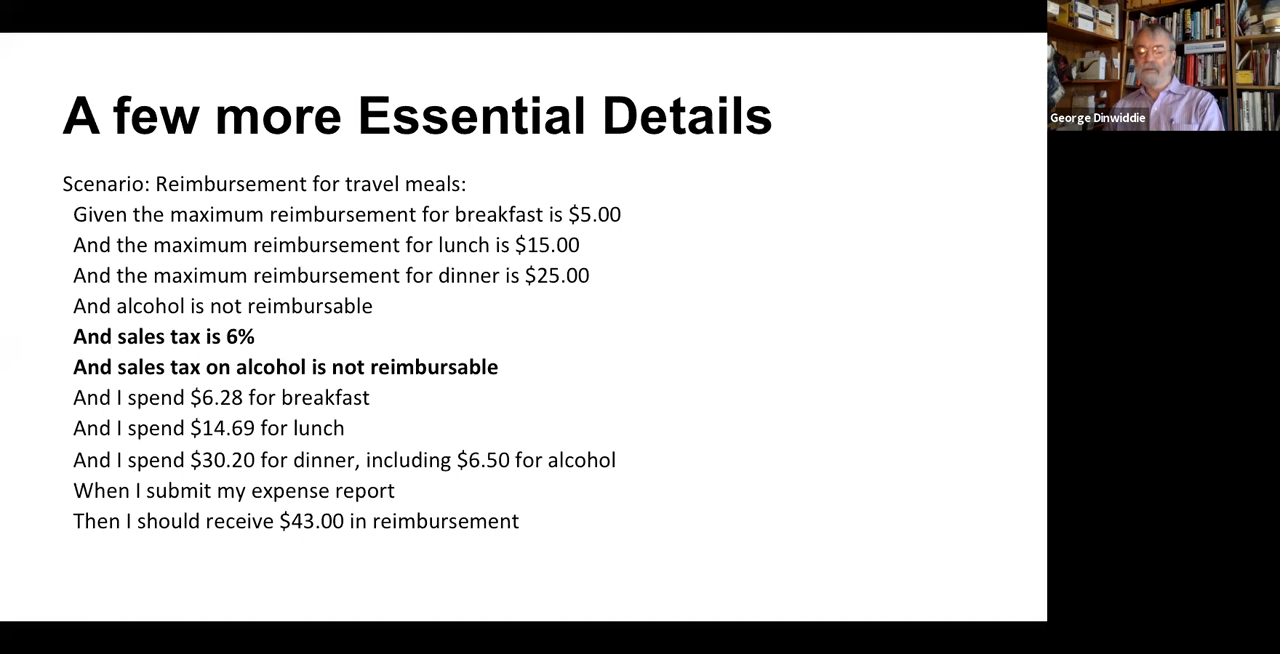 A few more Essential Details
Scenario: Reimbursement for travel meals:
Given the maximum reimbursement for breakfast is $5.00
And the maximum reimbursement for lunch is $15.00
And the maximum reimbursement for dinner is $25.00
And alcohol is not reimbursable
And sales tax is 6%
And sales tax on alcohol is not reimbursable
And I spend $6.28 for breakfast
And I spend $14.69 for lunch
And I spend $30.20 for dinner, including $6.50 for alcohol
When I submit my expense report
Then I should receive $43.00 in reimbursement
George Dinwiddie